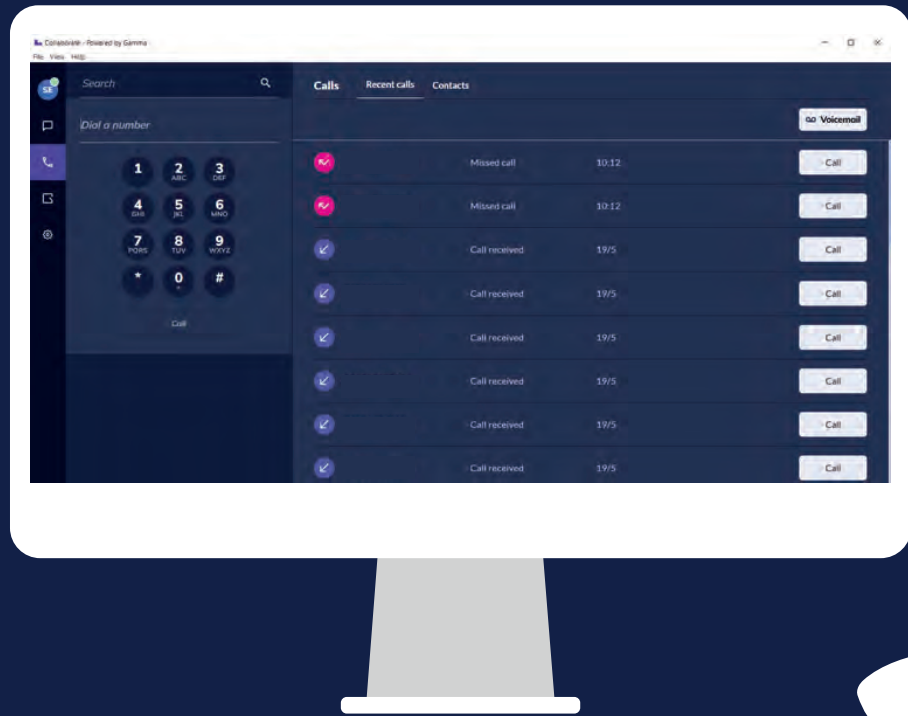 Collaborate - Powered by Gamma
File View Help
SE
Search
Calls Recent calls Contacts
Dial a number
Voicemail
1 2 ABC 3 DEF
4 GHI 5 JKL 6 MNO
7 PQRS 8 TUV 9 WXYZ
* 0 + #
Call
Missed call 10:12 Call
Missed call 10:12 Call
Call received 19/5 Call
Call received 19/5 Call
Call received 19/5 Call
Call received 19/5 Call
Call received 19/5 Call
Call received 19/5 Call